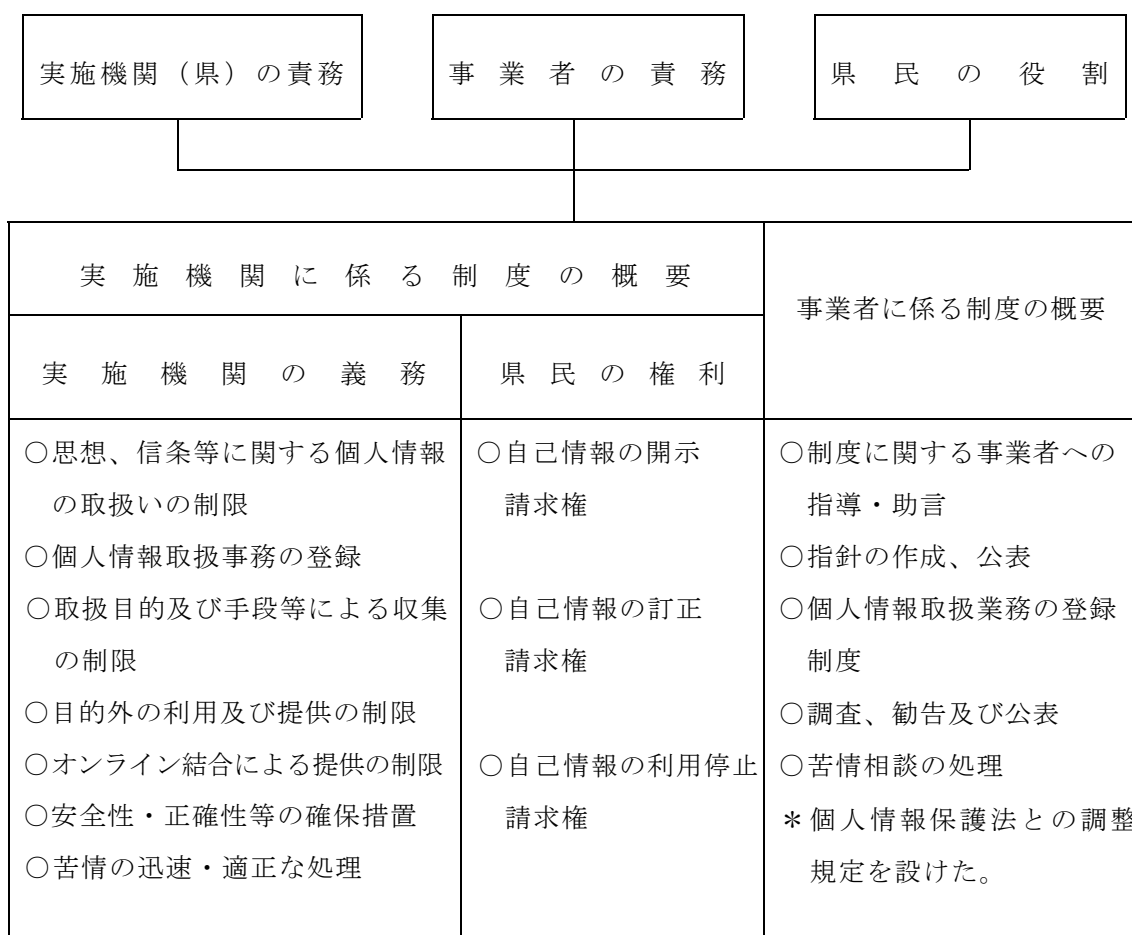 実施機関（県）の責務
事業者の責務
県民の役割
実施機関に係る制度の概要
事業者に係る制度の概要
実施機関の義務
県民の権利
○思想、信条等に関する個人情報
の取扱いの制限
○個人情報取扱事務の登録
○取扱目的及び手段等による収集
の制限
○目的外の利用及び提供の制限
○オンライン結合による提供の制限
○安全性・正確性等の確保措置
○苦情の迅速・適正な処理
○自己情報の開示
請求権
○自己情報の訂正
請求権
○自己情報の利用停止
請求権
○制度に関する事業者への
指導・助言
○指針の作成、公表
○個人情報取扱業務の登録
制度
○調査、勧告及び公表
○苦情相談の処理
＊個人情報保護法との調整
規定を設けた。